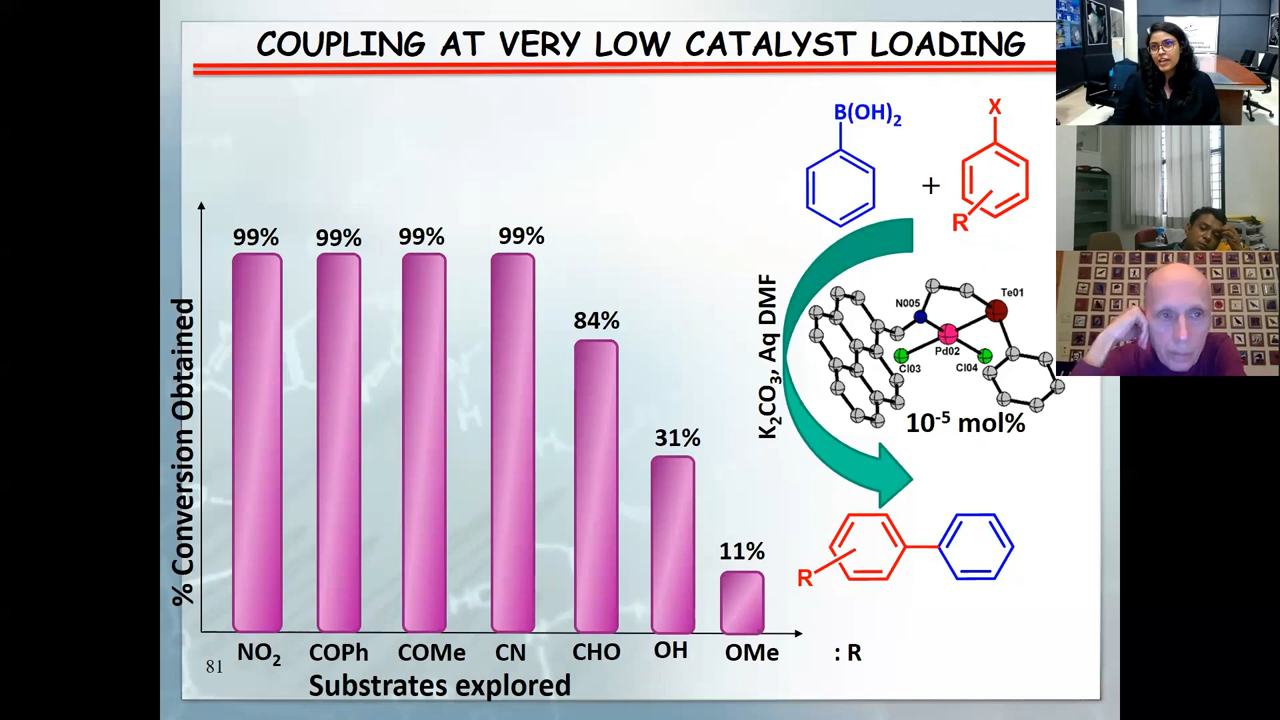 COUPLING AT VERY LOW CATALYST LOADING
B(OH)₂
X
+
R
99%
99%
99%
99%
84%
31%
11%
% Conversion Obtained
K₂CO₃, Aq DMF
N005
Te01
Pd02
Cl03
Cl04
10⁻⁵ mol%
R
NO₂
COPh
COMe
CN
CHO
OH
OMe
: R
81
Substrates explored